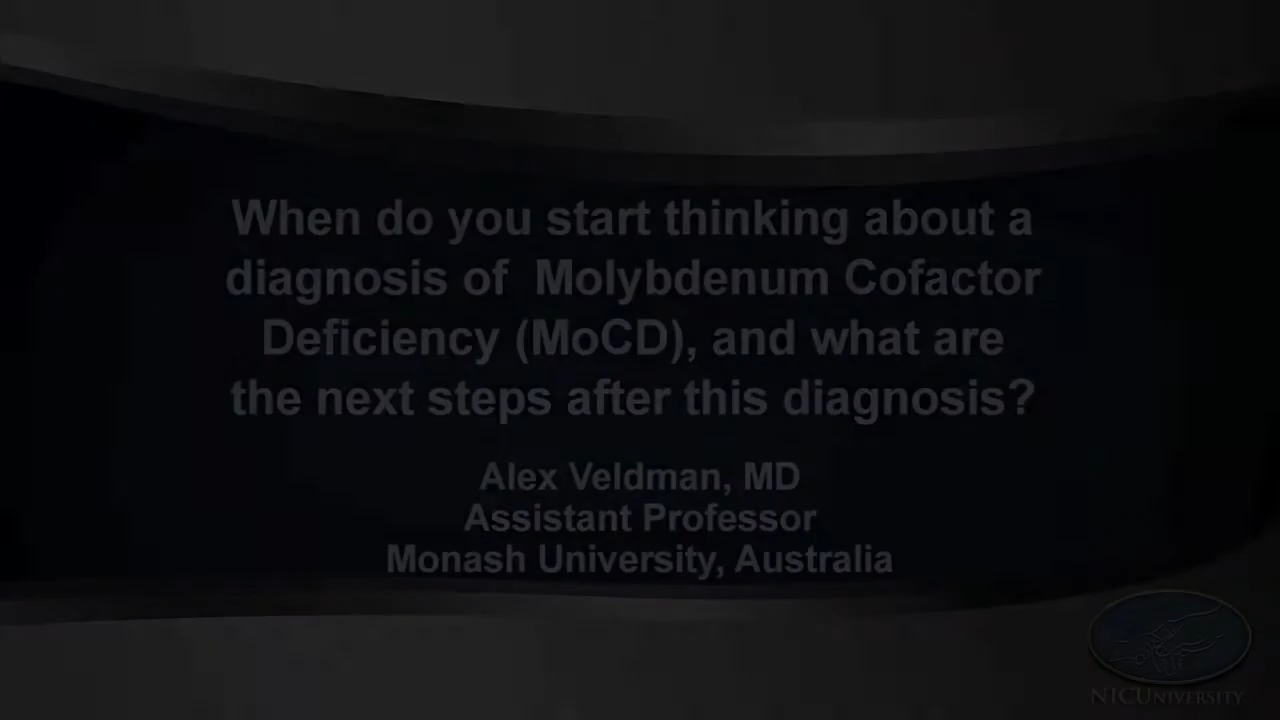 When do you start thinking about a
diagnosis of Molybdenum Cofactor
Deficiency (MoCD), and what are
the next steps after this diagnosis?
Alex Veldman, MD
Assistant Professor
Monash University, Australia
NICUNIVERSITY